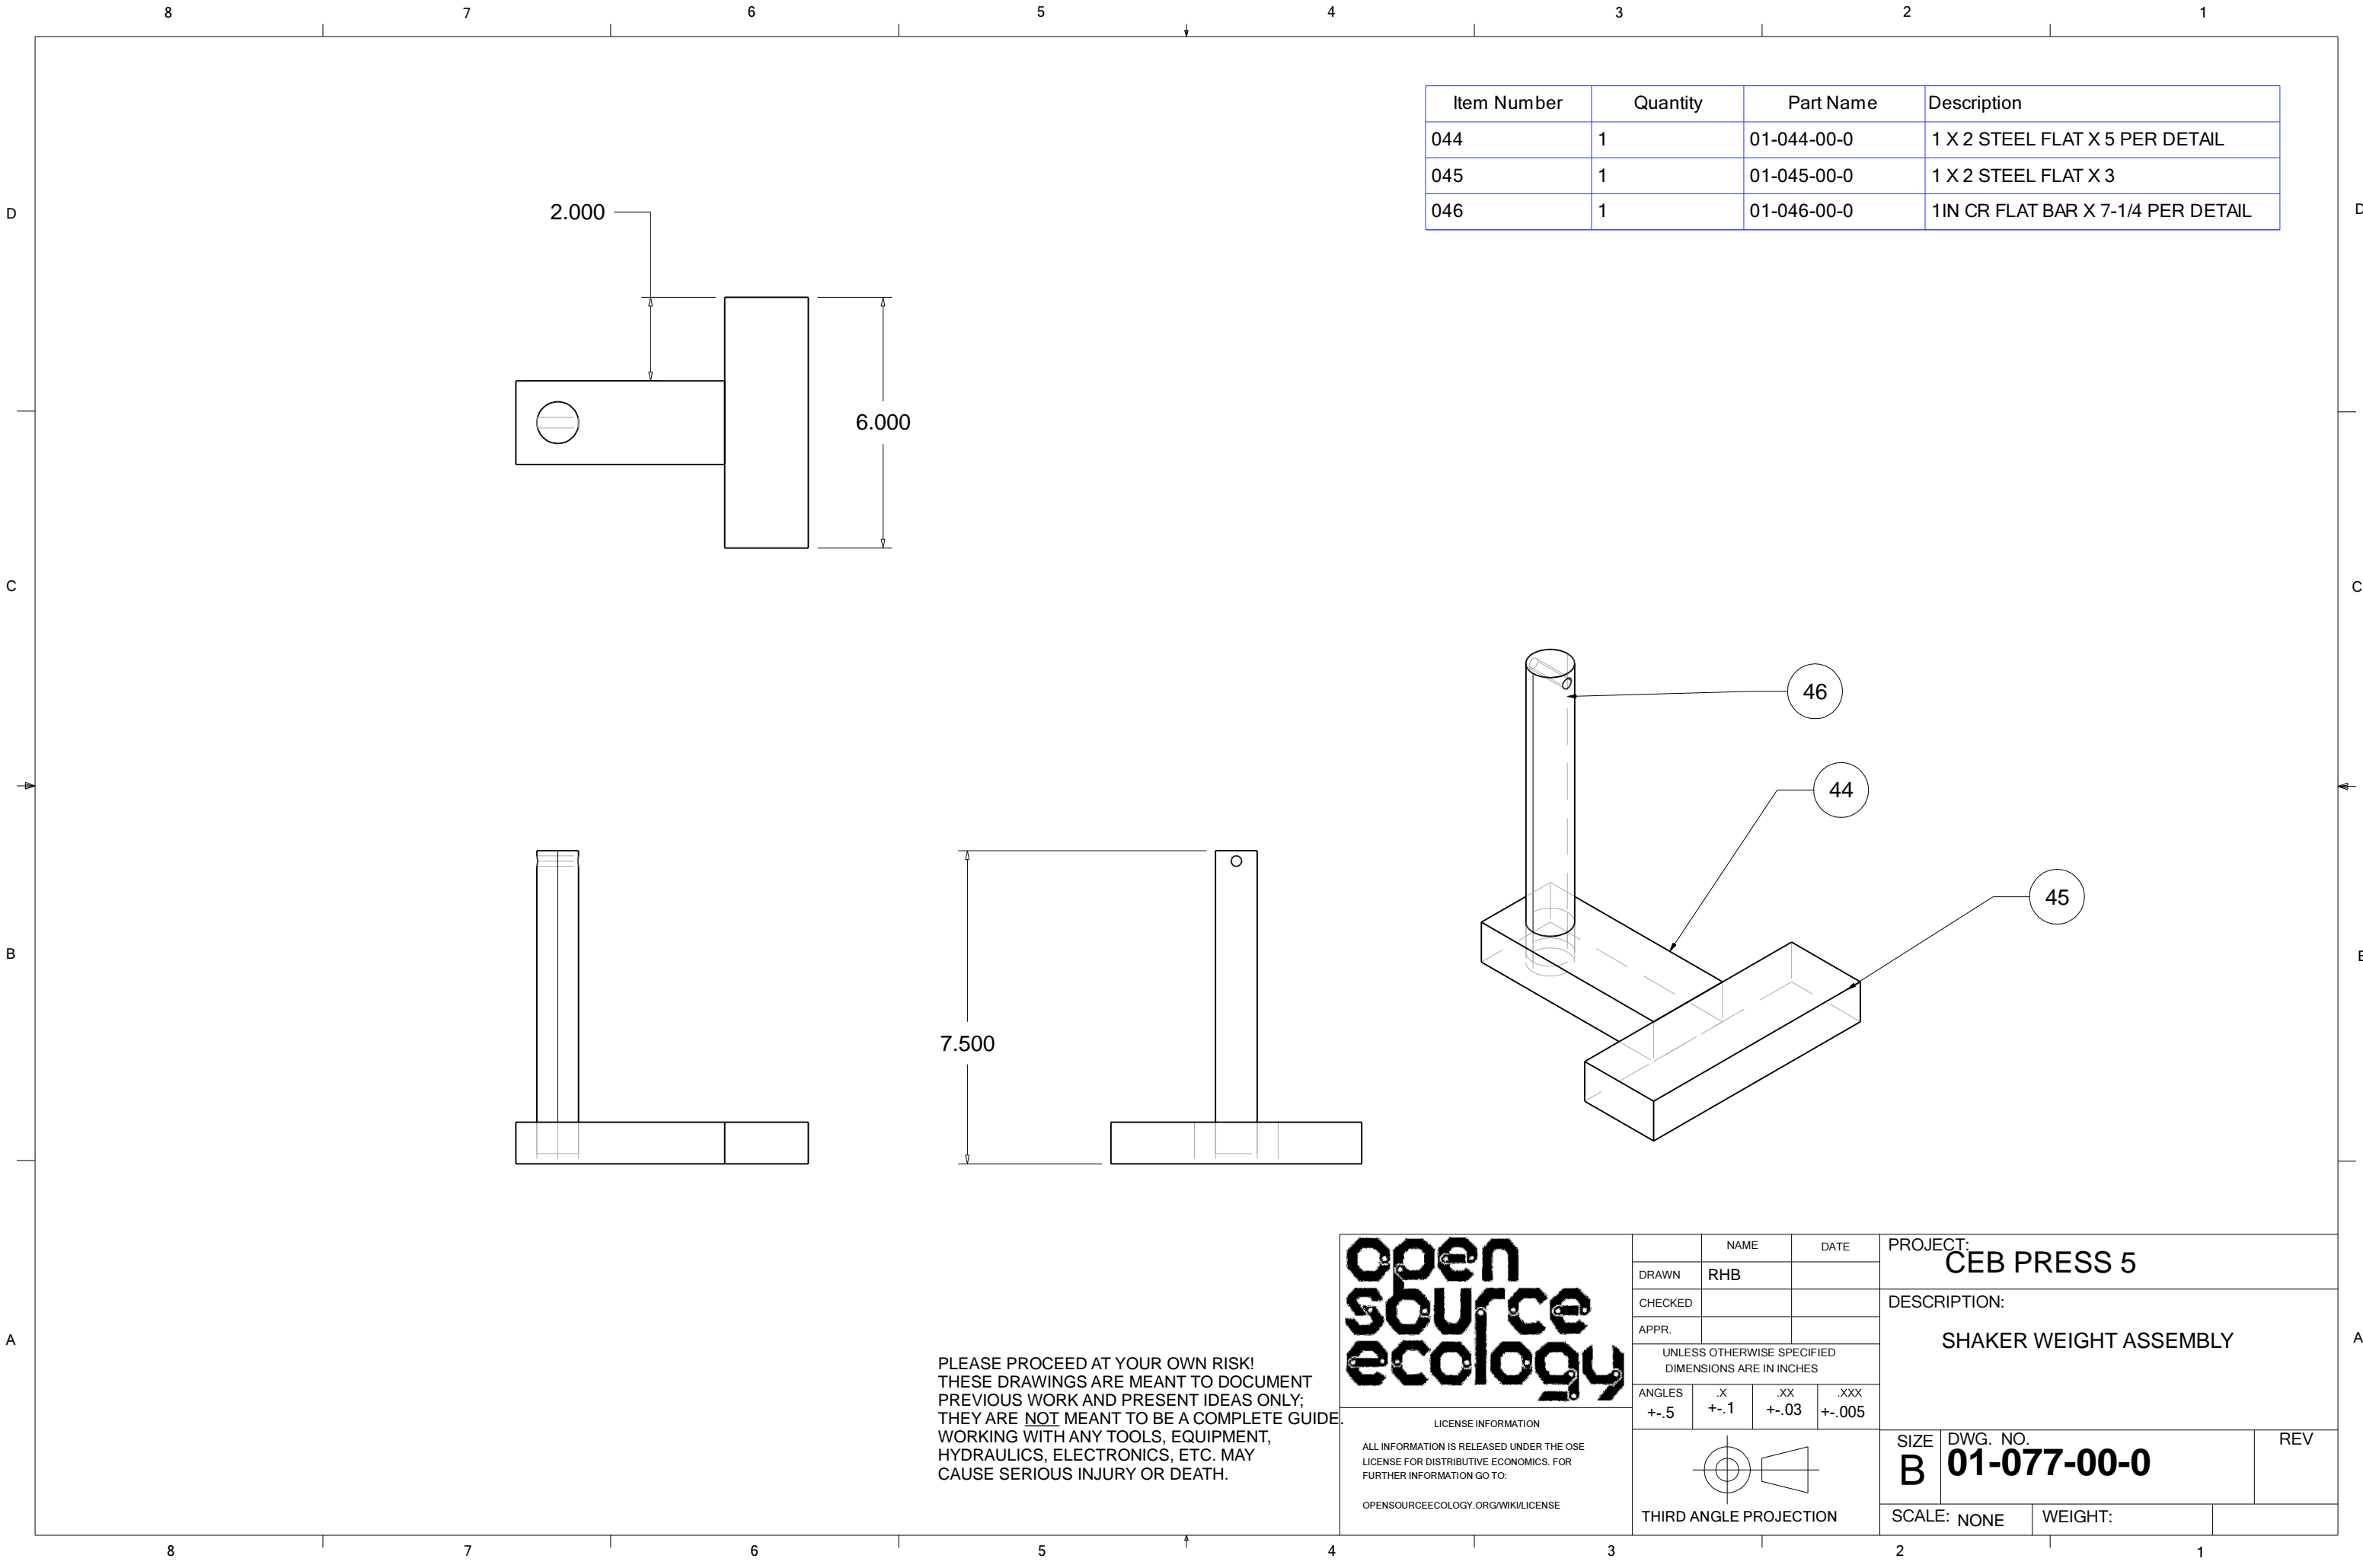 8 7 6 5 4 3 2 1
Item Number Quantity Part Name Description
044 1 01-044-00-0 1 X 2 STEEL FLAT X 5 PER DETAIL
045 1 01-045-00-0 1 X 2 STEEL FLAT X 3
046 1 01-046-00-0 1IN CR FLAT BAR X 7-1/4 PER DETAIL
D D
2.000
6.000
C C
46
44
45
7.500
B B
A A
PLEASE PROCEED AT YOUR OWN RISK!
THESE DRAWINGS ARE MEANT TO DOCUMENT
PREVIOUS WORK AND PRESENT IDEAS ONLY;
THEY ARE NOT MEANT TO BE A COMPLETE GUIDE.
WORKING WITH ANY TOOLS, EQUIPMENT,
HYDRAULICS, ELECTRONICS, ETC. MAY
CAUSE SERIOUS INJURY OR DEATH.
open
source
ecology
LICENSE INFORMATION
ALL INFORMATION IS RELEASED UNDER THE OSE
LICENSE FOR DISTRIBUTIVE ECONOMICS. FOR
FURTHER INFORMATION GO TO:
OPENSOURCEECOLOGY.ORG/WIKI/LICENSE
NAME DATE
DRAWN RHB
CHECKED
APPR.
UNLESS OTHERWISE SPECIFIED
DIMENSIONS ARE IN INCHES
ANGLES .X .XX .XXX
+-.5 +-.1 +-.03 +-.005
THIRD ANGLE PROJECTION
PROJECT:
CEB PRESS 5
DESCRIPTION:
SHAKER WEIGHT ASSEMBLY
SIZE DWG. NO. REV
B 01-077-00-0
SCALE: NONE WEIGHT:
8 7 6 5 4 3 2 1